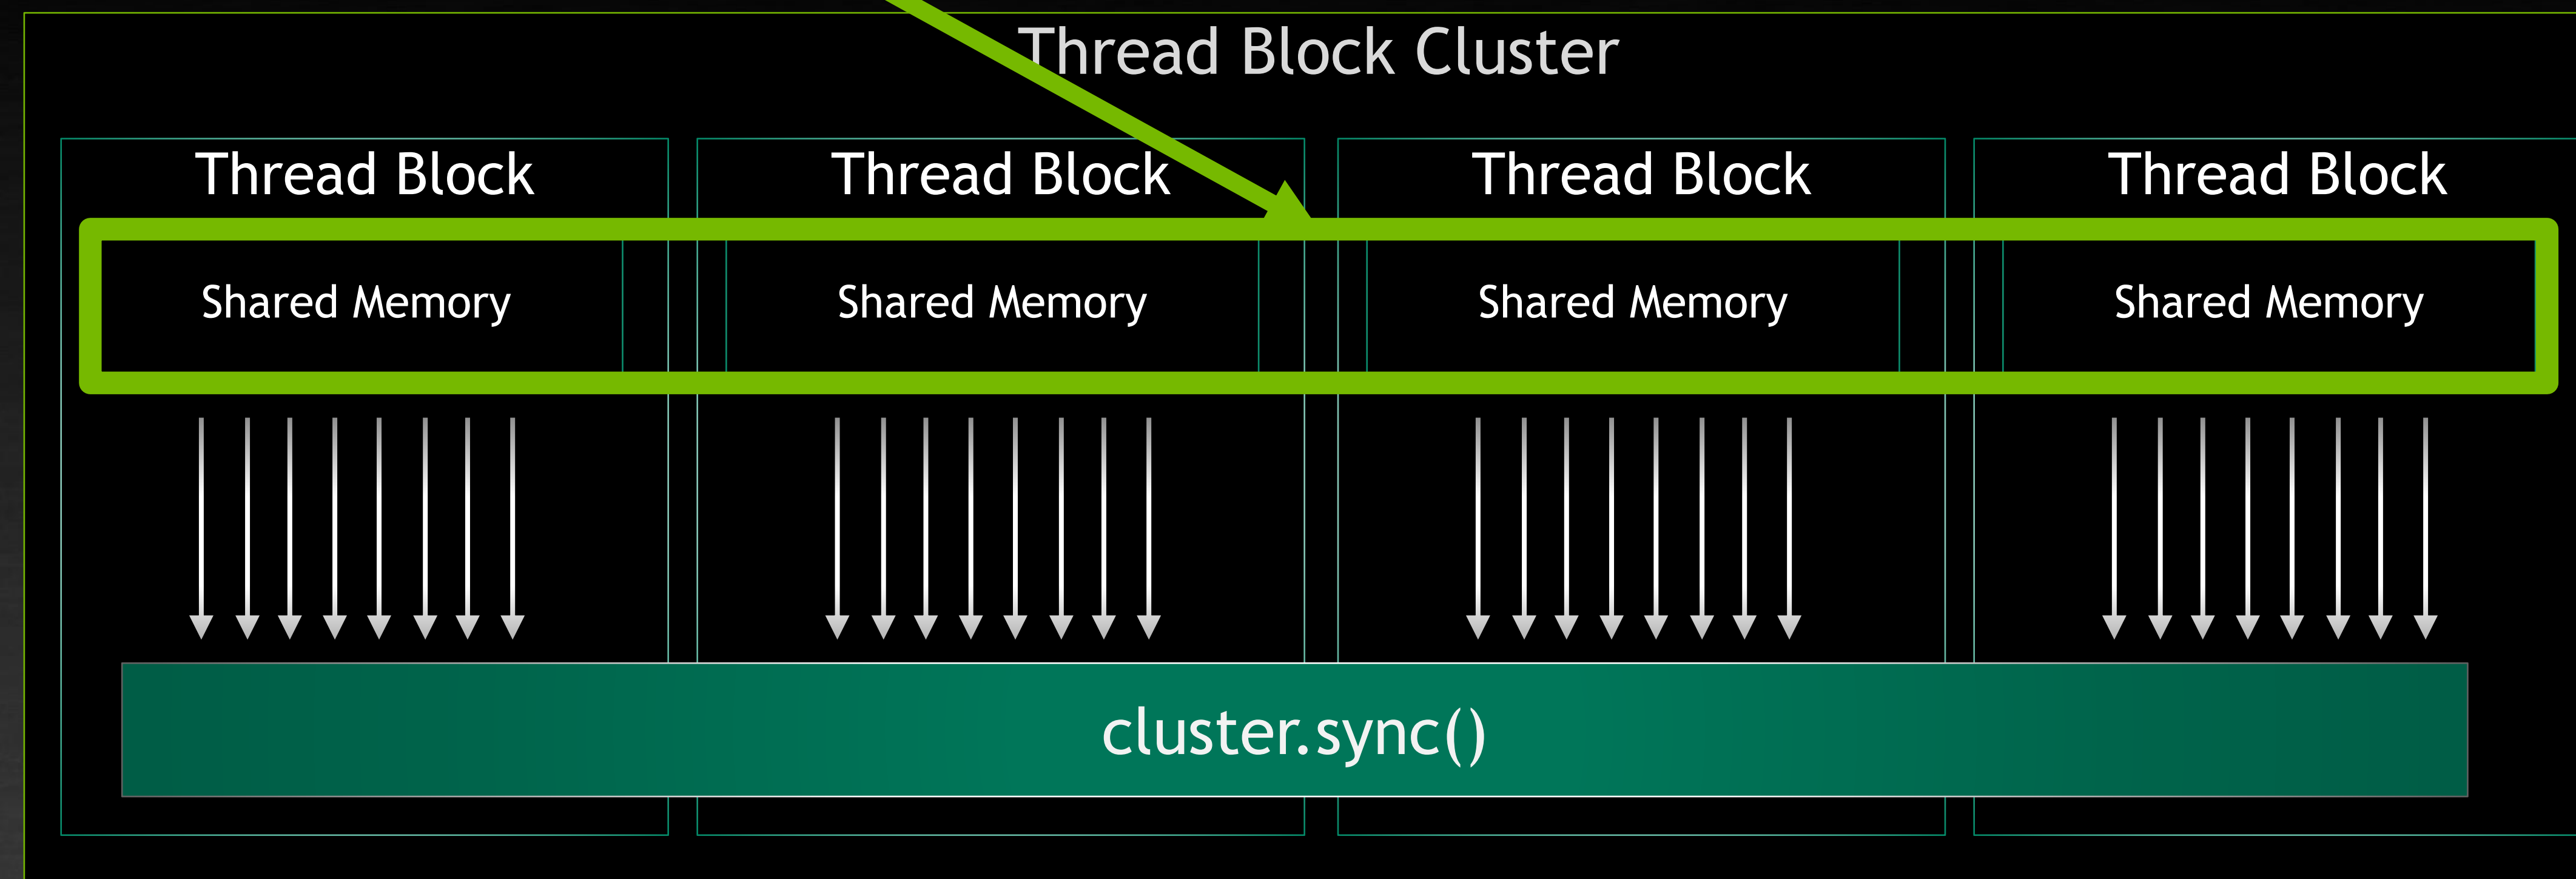 Thread Block Cluster
Thread Block
Thread Block
Thread Block
Thread Block
Shared Memory
Shared Memory
Shared Memory
Shared Memory
cluster.sync()